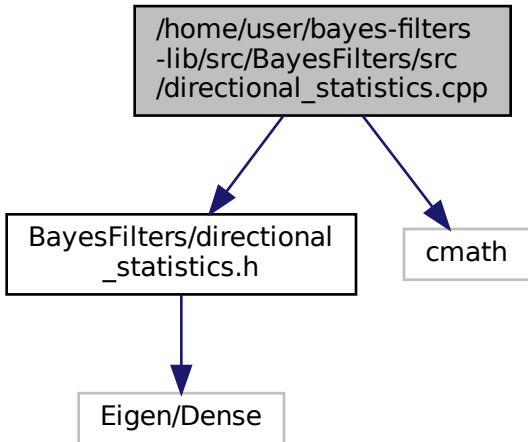 /home/user/bayes-filters
-lib/src/BayesFilters/src
/directional_statistics.cpp
BayesFilters/directional
_statistics.h
cmath
Eigen/Dense